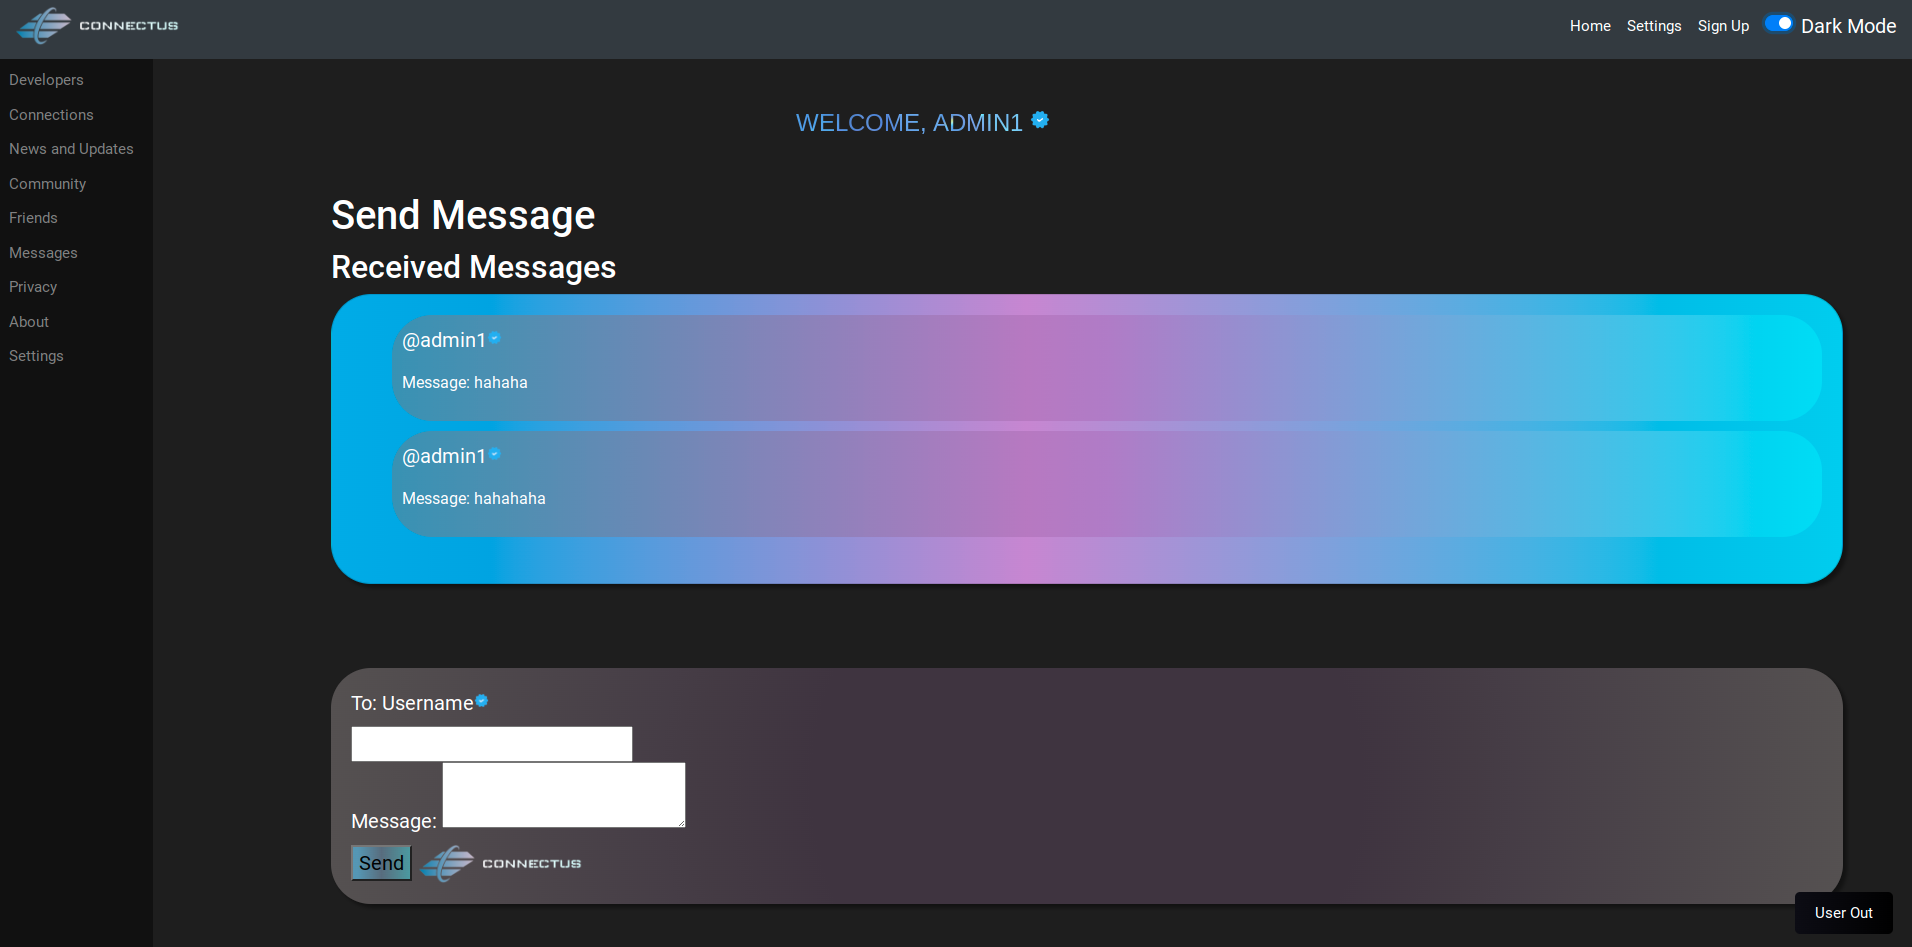 CONNECTUS
Home Settings Sign Up Dark Mode
Developers
Connections
News and Updates
Community
Friends
Messages
Privacy
About
Settings
WELCOME, ADMIN1
Send Message
Received Messages
@admin1
Message: hahaha
@admin1
Message: hahahaha
To: Username
Message:
Send CONNECTUS
User Out